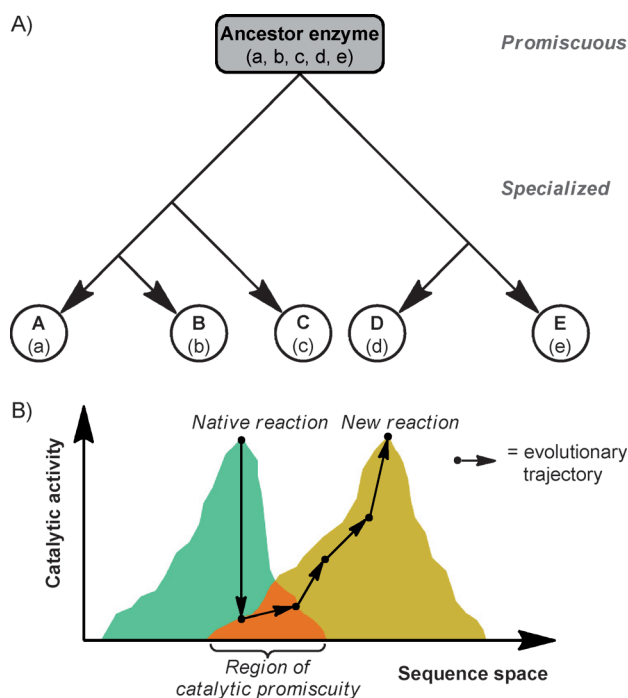 A)
Ancestor enzyme
(a, b, c, d, e)
Promiscuous
Specialized
A
(a)
B
(b)
C
(c)
D
(d)
E
(e)
B)
Native reaction
New reaction
= evolutionary
trajectory
Catalytic activity
Region of
catalytic promiscuity
Sequence space